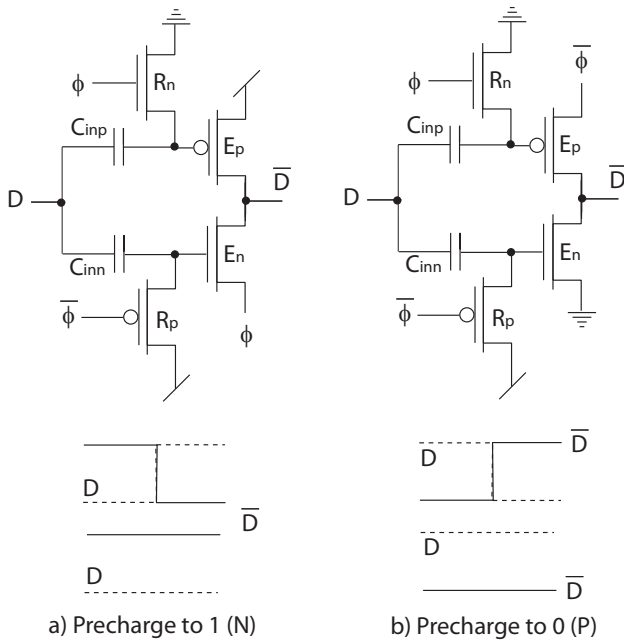 ϕ
Rn
Cinp
Ep
D
D̅
Cinn
En
ϕ̅
Rp
ϕ
D
D̅
D
a) Precharge to 1 (N)
ϕ̅
ϕ
Rn
Cinp
Ep
D
D̅
Cinn
En
ϕ̅
Rp
D̅
D
D
D̅
b) Precharge to 0 (P)